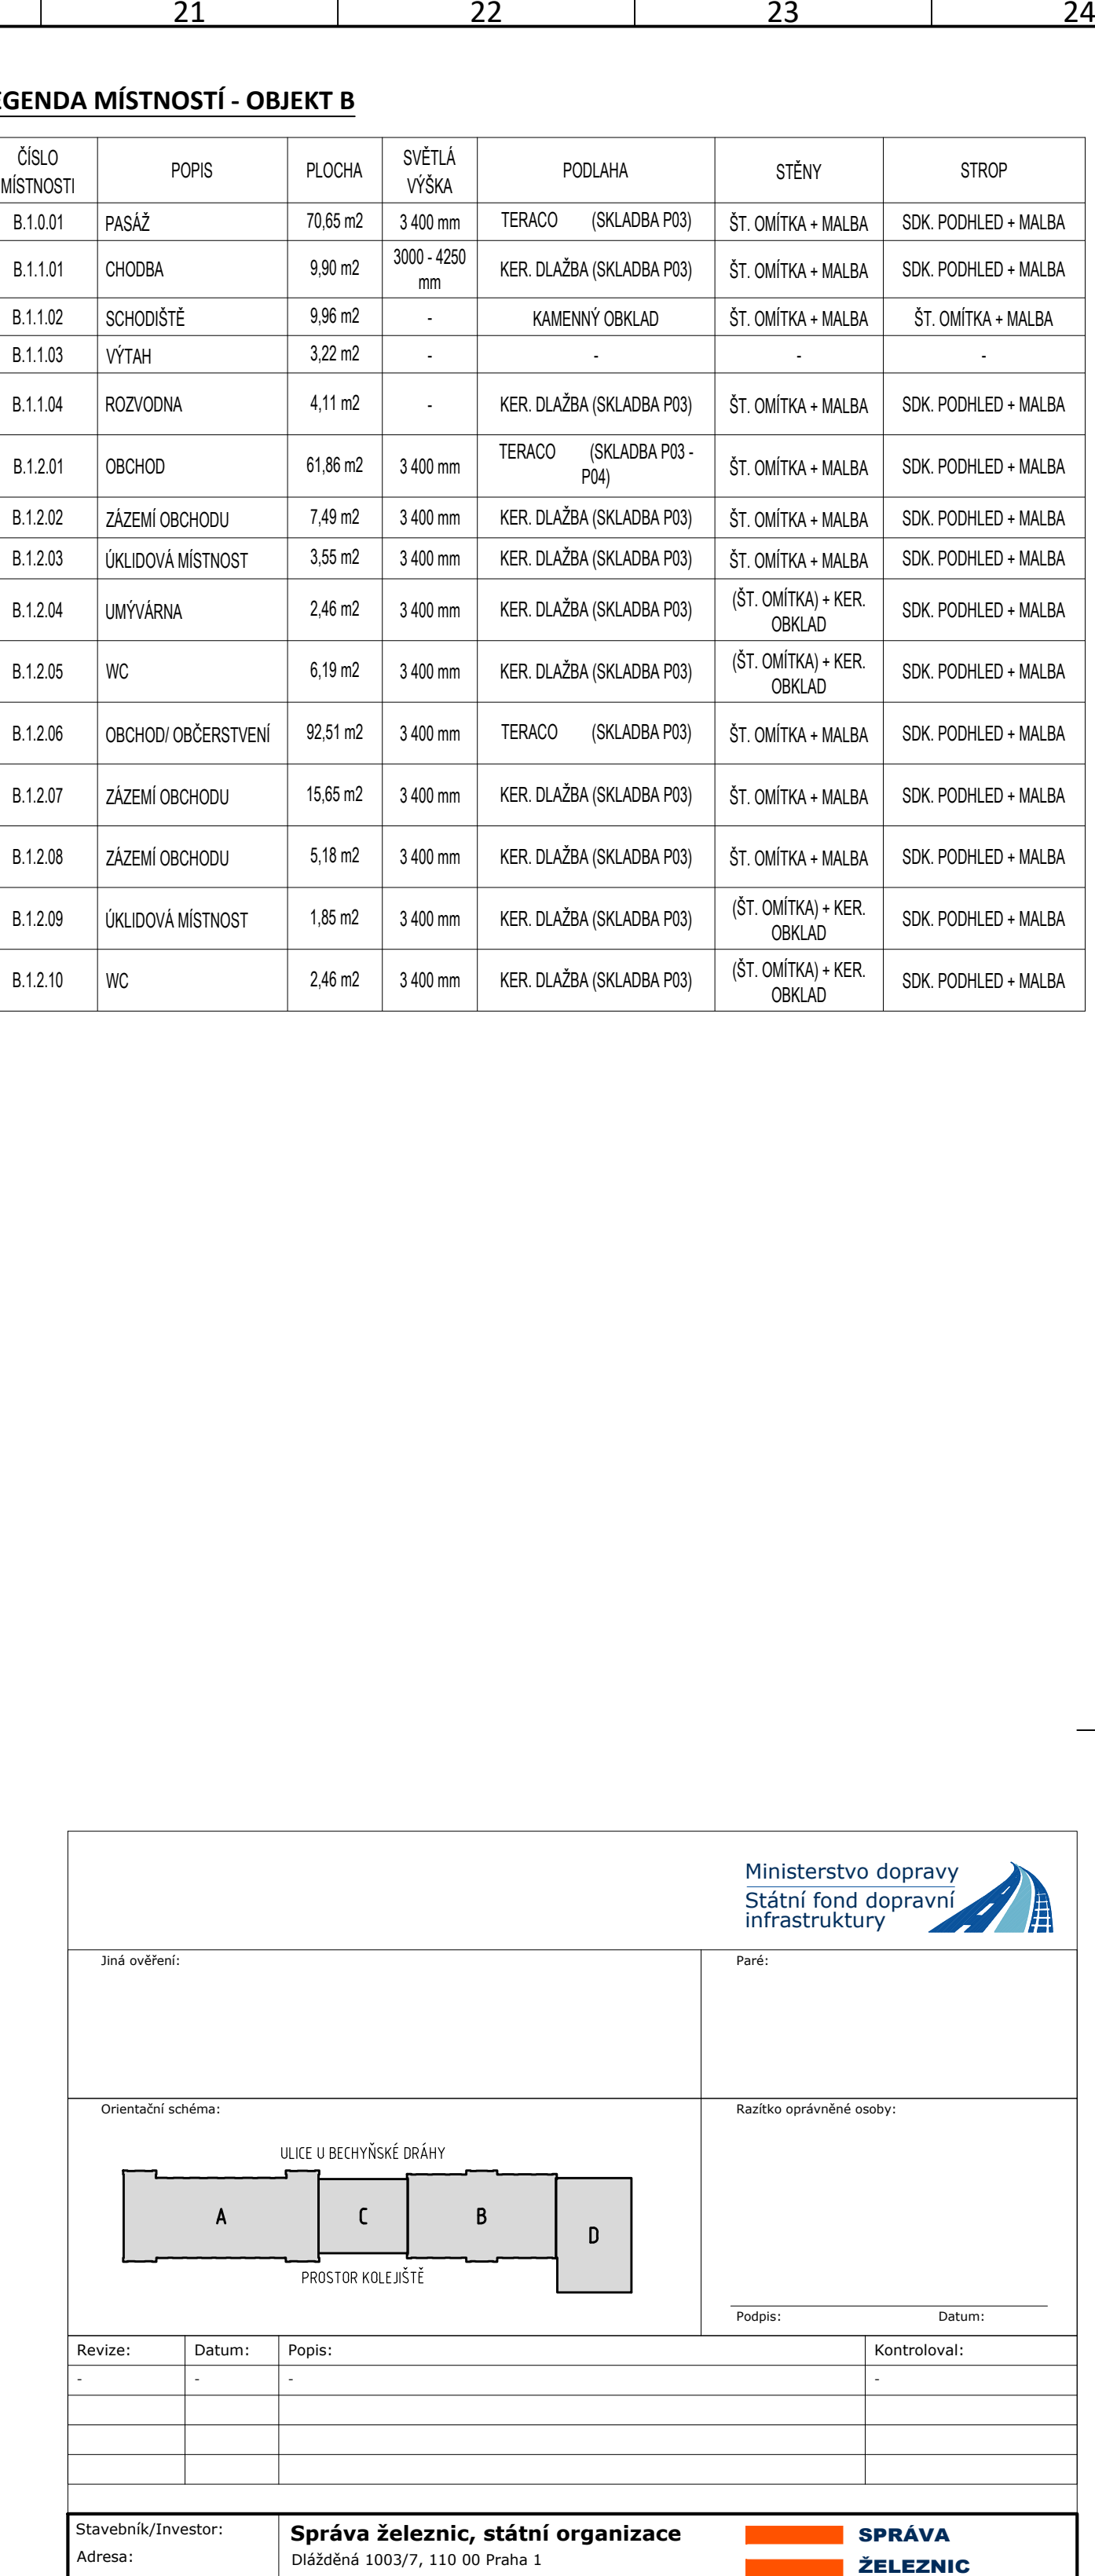 21 22 23 24
EGENDA MÍSTNOSTÍ - OBJEKT B
ČÍSLO MÍSTNOSTI POPIS PLOCHA SVĚTLÁ VÝŠKA PODLAHA STĚNY STROP
B.1.0.01 PASÁŽ 70,65 m2 3 400 mm TERACO (SKLADBA P03) ŠT. OMÍTKA + MALBA SDK. PODHLED + MALBA
B.1.1.01 CHODBA 9,90 m2 3000 - 4250 mm KER. DLAŽBA (SKLADBA P03) ŠT. OMÍTKA + MALBA SDK. PODHLED + MALBA
B.1.1.02 SCHODIŠTĚ 9,96 m2 - KAMENNÝ OBKLAD ŠT. OMÍTKA + MALBA ŠT. OMÍTKA + MALBA
B.1.1.03 VÝTAH 3,22 m2 - - - -
B.1.1.04 ROZVODNA 4,11 m2 - KER. DLAŽBA (SKLADBA P03) ŠT. OMÍTKA + MALBA SDK. PODHLED + MALBA
B.1.2.01 OBCHOD 61,86 m2 3 400 mm TERACO (SKLADBA P03 - P04) ŠT. OMÍTKA + MALBA SDK. PODHLED + MALBA
B.1.2.02 ZÁZEMÍ OBCHODU 7,49 m2 3 400 mm KER. DLAŽBA (SKLADBA P03) ŠT. OMÍTKA + MALBA SDK. PODHLED + MALBA
B.1.2.03 ÚKLIDOVÁ MÍSTNOST 3,55 m2 3 400 mm KER. DLAŽBA (SKLADBA P03) ŠT. OMÍTKA + MALBA SDK. PODHLED + MALBA
B.1.2.04 UMÝVÁRNA 2,46 m2 3 400 mm KER. DLAŽBA (SKLADBA P03) (ŠT. OMÍTKA) + KER. OBKLAD SDK. PODHLED + MALBA
B.1.2.05 WC 6,19 m2 3 400 mm KER. DLAŽBA (SKLADBA P03) (ŠT. OMÍTKA) + KER. OBKLAD SDK. PODHLED + MALBA
B.1.2.06 OBCHOD/ OBČERSTVENÍ 92,51 m2 3 400 mm TERACO (SKLADBA P03) ŠT. OMÍTKA + MALBA SDK. PODHLED + MALBA
B.1.2.07 ZÁZEMÍ OBCHODU 15,65 m2 3 400 mm KER. DLAŽBA (SKLADBA P03) ŠT. OMÍTKA + MALBA SDK. PODHLED + MALBA
B.1.2.08 ZÁZEMÍ OBCHODU 5,18 m2 3 400 mm KER. DLAŽBA (SKLADBA P03) ŠT. OMÍTKA + MALBA SDK. PODHLED + MALBA
B.1.2.09 ÚKLIDOVÁ MÍSTNOST 1,85 m2 3 400 mm KER. DLAŽBA (SKLADBA P03) (ŠT. OMÍTKA) + KER. OBKLAD SDK. PODHLED + MALBA
B.1.2.10 WC 2,46 m2 3 400 mm KER. DLAŽBA (SKLADBA P03) (ŠT. OMÍTKA) + KER. OBKLAD SDK. PODHLED + MALBA
Ministerstvo dopravy
Státní fond dopravní
infrastruktury
Jiná ověření: Paré:
Orientační schéma: Razítko oprávněné osoby:
ULICE U BECHYŇSKÉ DRÁHY
A C B D
PROSTOR KOLEJIŠTĚ
Podpis: Datum:
Revize: Datum: Popis: Kontroloval:
- - - -
Stavebník/Investor: Správa železnic, státní organizace SPRÁVA
Adresa: Dlážděná 1003/7, 110 00 Praha 1 ŽELEZNIC